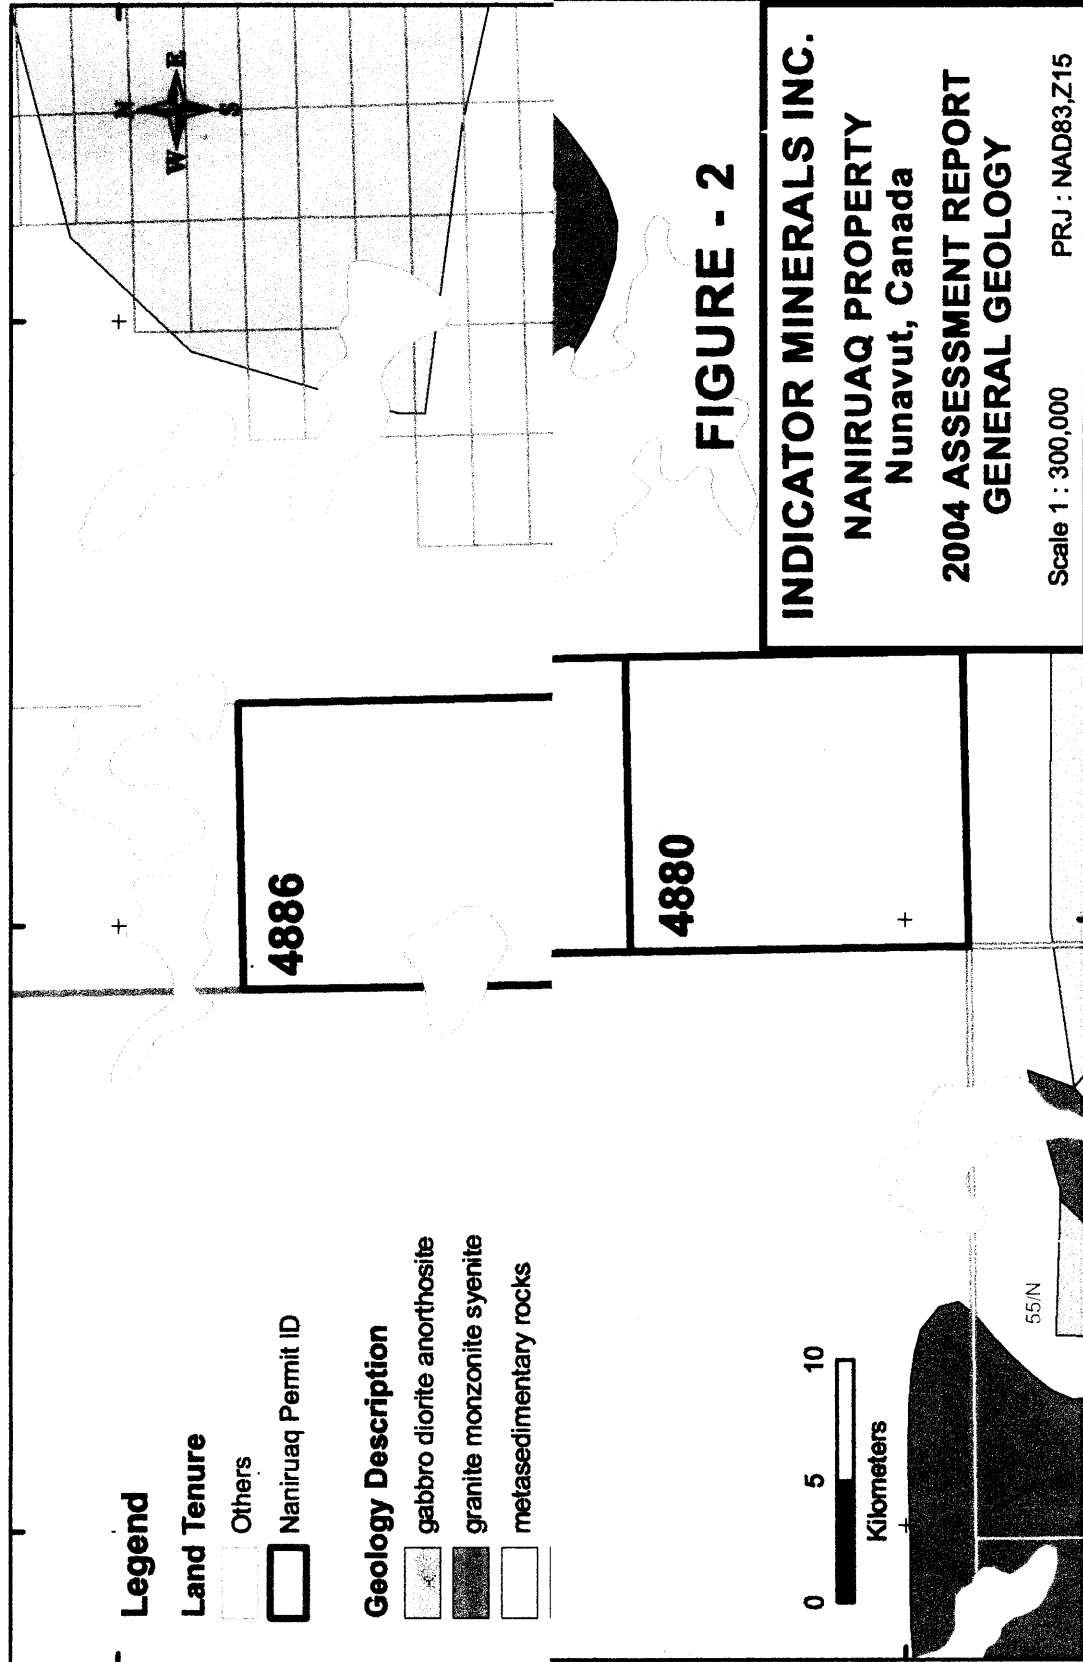 Legend
Land Tenure
Others
Naniruaq Permit ID
Geology Description
gabbro diorite anorthosite
granite monzonite syenite
metasedimentary rocks
0 5 10
Kilometers
55/N
4886
4880
N
W E
S
FIGURE - 2
INDICATOR MINERALS INC.
NANIRUAQ PROPERTY
Nunavut, Canada
2004 ASSESSMENT REPORT
GENERAL GEOLOGY
Scale 1 : 300,000 PRJ : NAD83,Z15